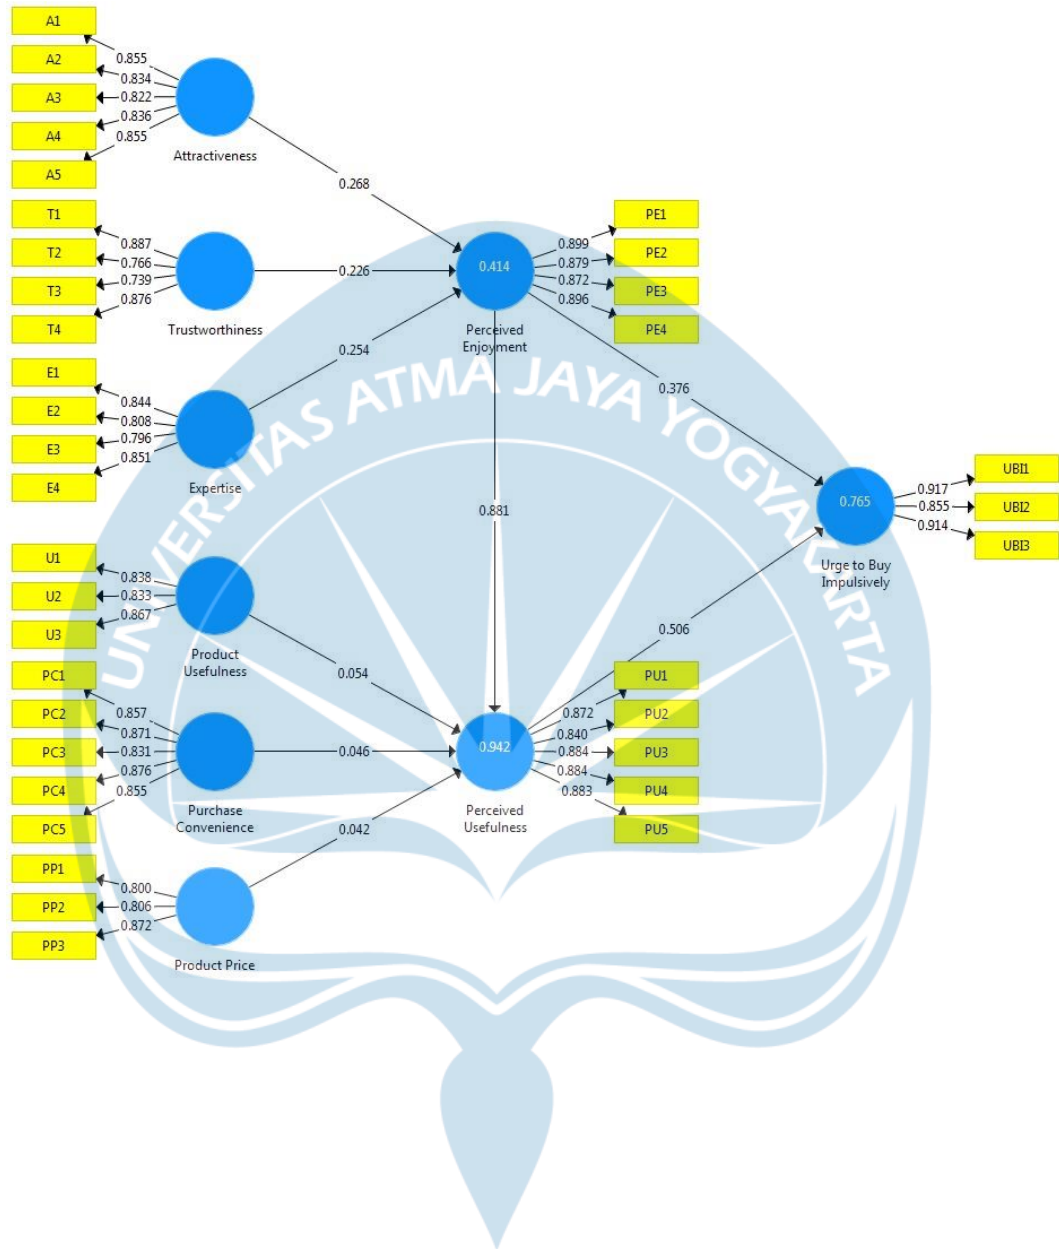 A1
A2
A3
A4
A5
0.855
0.834
0.822
0.836
0.855
Attractiveness
0.268
T1
T2
T3
T4
0.887
0.766
0.739
0.876
Trustworthiness
0.226
E1
E2
E3
E4
0.844
0.808
0.796
0.851
Expertise
0.254
0.414
Perceived
Enjoyment
PE1
PE2
PE3
PE4
0.899
0.879
0.872
0.896
0.376
0.881
U1
U2
U3
0.838
0.833
0.867
Product
Usefulness
0.054
PC1
PC2
PC3
PC4
PC5
0.857
0.871
0.831
0.876
0.855
Purchase
Convenience
0.046
PP1
PP2
PP3
0.800
0.806
0.872
Product Price
0.042
0.942
Perceived
Usefulness
PU1
PU2
PU3
PU4
PU5
0.872
0.840
0.884
0.884
0.883
0.506
0.765
Urge to Buy
Impulsively
UBI1
UBI2
UBI3
0.917
0.855
0.914
UNIVERSITAS ATMA JAYA YOGYAKARTA